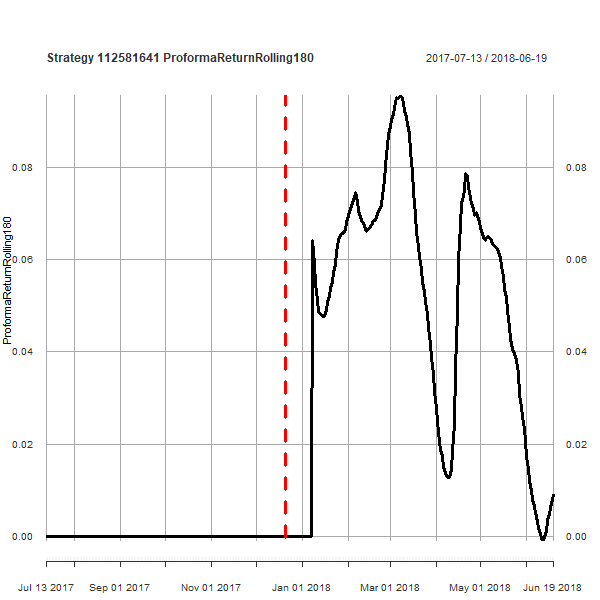 Strategy 112581641 ProformaReturnRolling180
2017-07-13 / 2018-06-19
ProformaReturnRolling180
0.08
0.06
0.04
0.02
0.00
0.08
0.06
0.04
0.02
0.00
Jul 13 2017
Sep 01 2017
Nov 01 2017
Jan 01 2018
Mar 01 2018
May 01 2018
Jun 19 2018